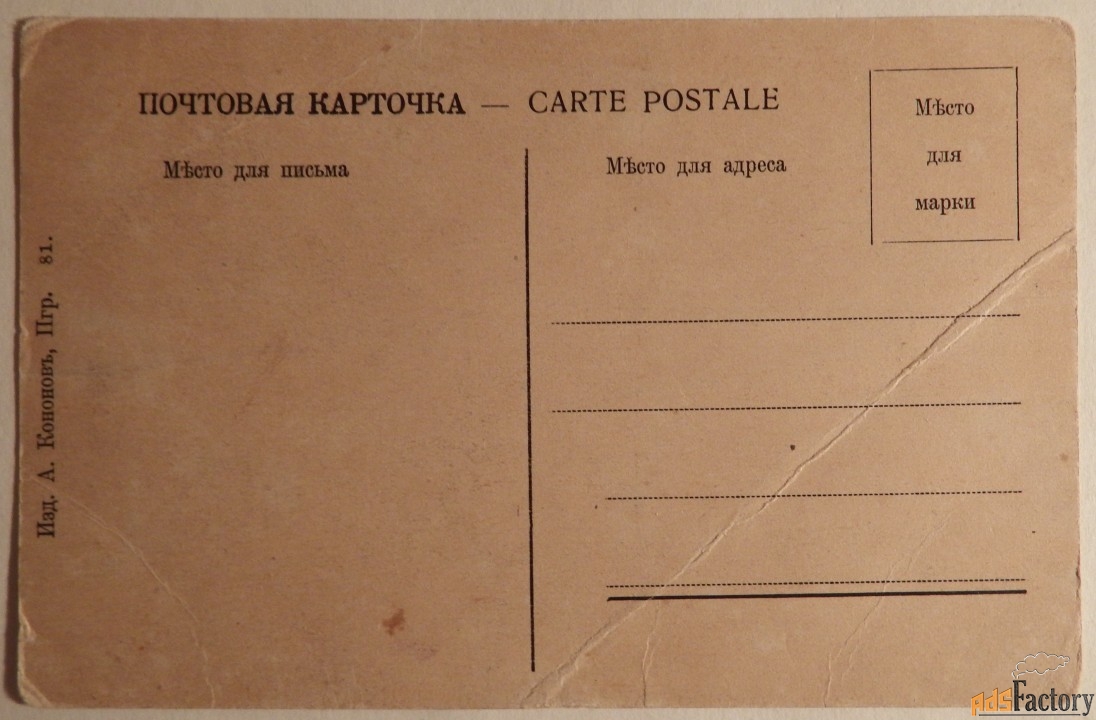 ПОЧТОВАЯ КАРТОЧКА — CARTE POSTALE
Мѣсто для письма
Мѣсто для адреса
Мѣсто
для
марки
Изд. А. Кононовъ, Пгр. 81.
AdsFactory